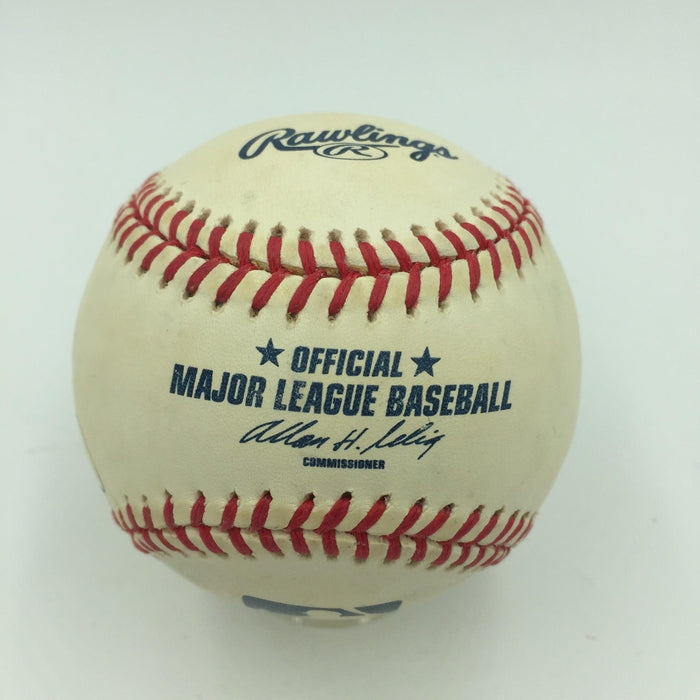 Rawlings
R
★ OFFICIAL ★
MAJOR LEAGUE BASEBALL
Allan H. Selig
COMMISSIONER